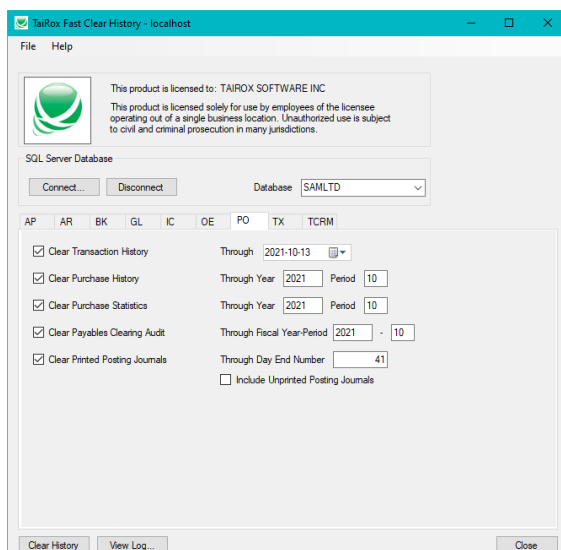 TaiRox Fast Clear History - localhost
File Help
This product is licensed to: TAIROX SOFTWARE INC
This product is licensed solely for use by employees of the licensee
operating out of a single business location. Unauthorized use is subject
to civil and criminal prosecution in many jurisdictions.
SQL Server Database
Connect... Disconnect Database SAMLTD
AP AR BK GL IC OE PO TX TCRM
Clear Transaction History Through 2021-10-13
Clear Purchase History Through Year 2021 Period 10
Clear Purchase Statistics Through Year 2021 Period 10
Clear Payables Clearing Audit Through Fiscal Year-Period 2021 - 10
Clear Printed Posting Journals Through Day End Number 41
Include Unprinted Posting Journals
Clear History View Log... Close